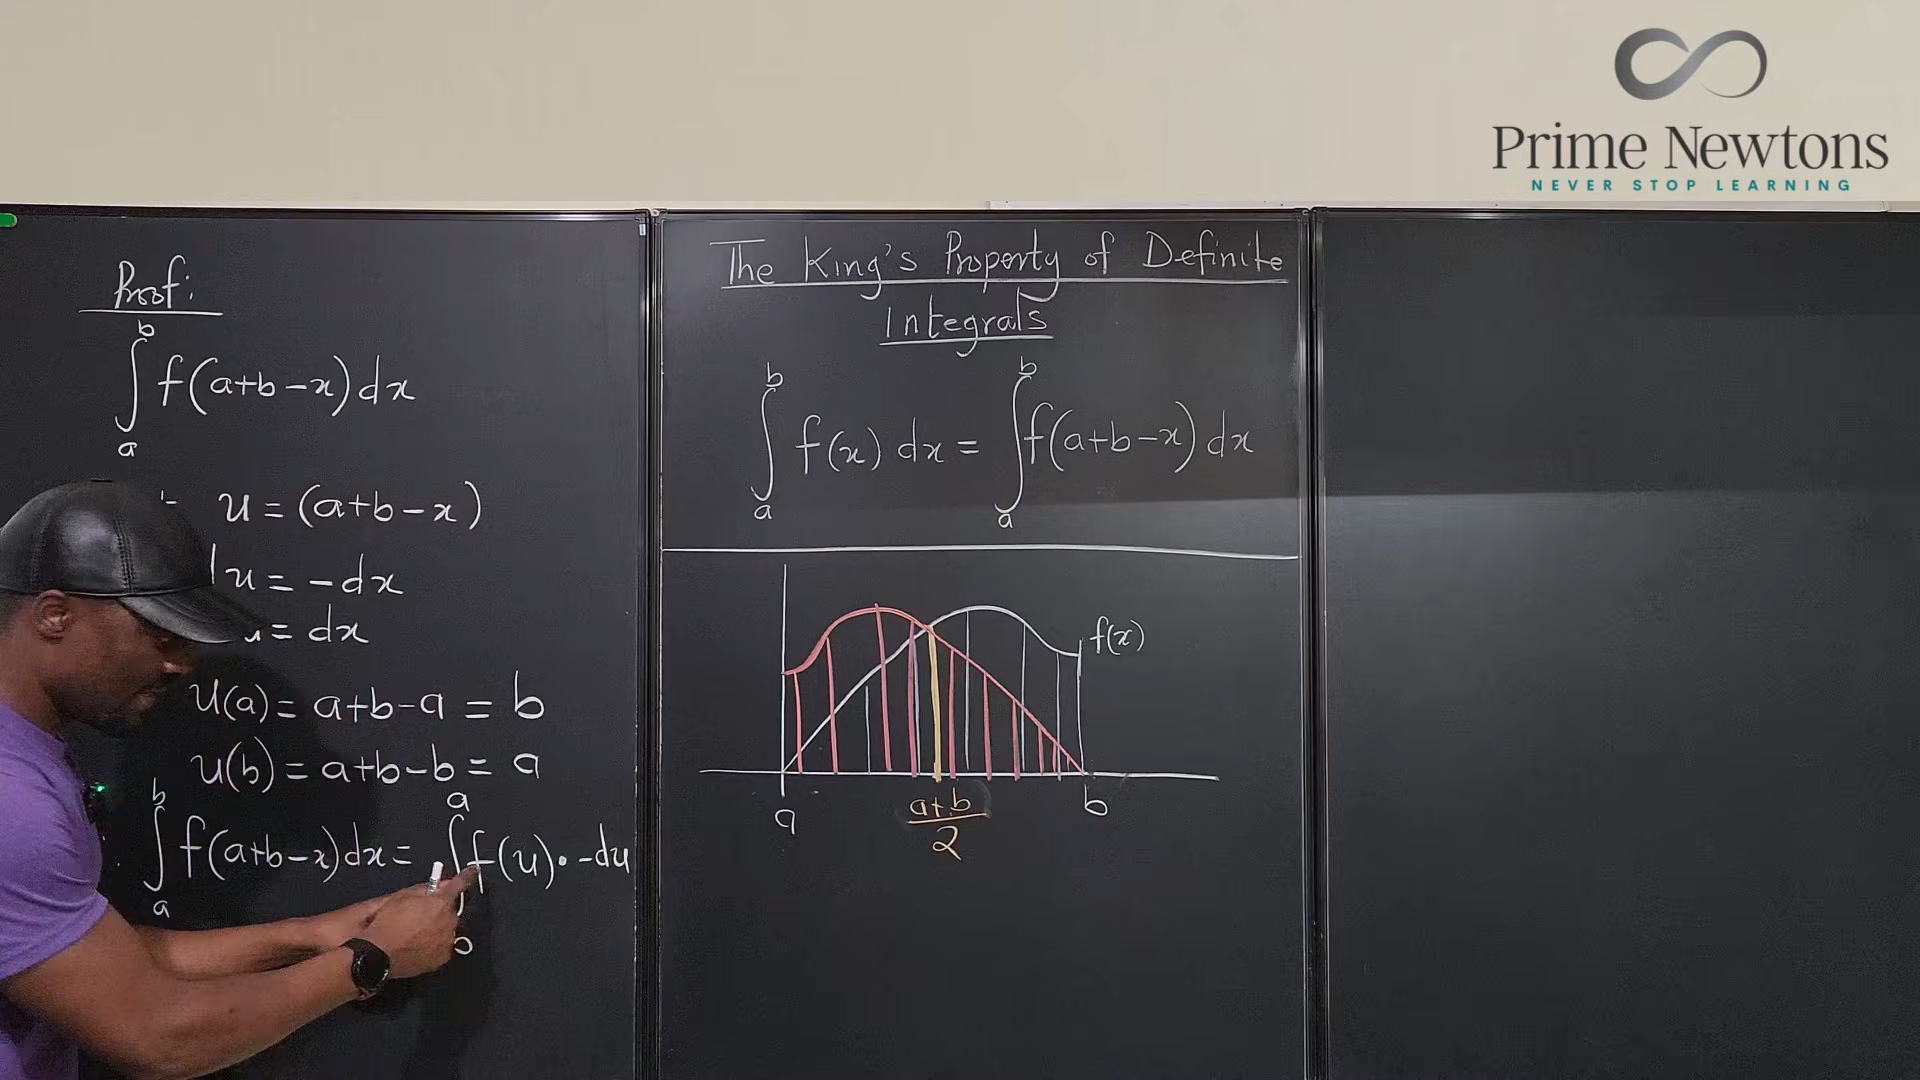 Prime Newtons
NEVER STOP LEARNING
Proof:
∫_a^b f(a+b-x)dx
u = (a+b-x)
du = -dx
= dx
u(a) = a+b-a = b
u(b) = a+b-b = a
∫_a^b f(a+b-x)dx = ∫_b^a f(u)·-du
The King's Property of Definite
Integrals
∫_a^b f(x) dx = ∫_a^b f(a+b-x) dx
f(x)
a
a+b
2
b